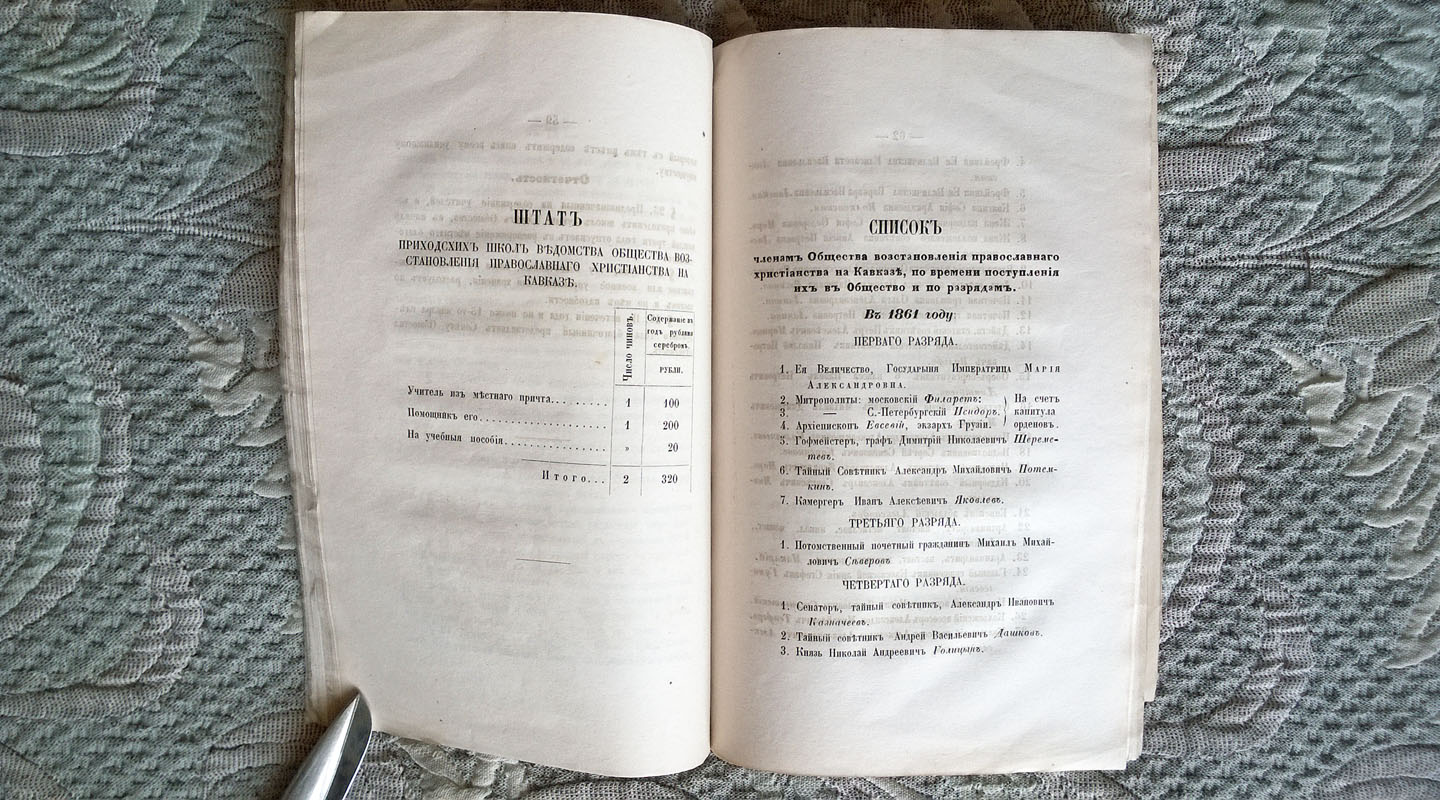 ШТАТЪ
ПРИХОДСКИХЪ ШКОЛЪ ВѢДОМСТВА ОБЩЕСТВА ВОЗ-
СТАНОВЛЕНІЯ ПРАВОСЛАВНАГО ХРИСТІАНСТВА НА
КАВКАЗѢ.
Число чиновъ.
Содержаніе въ
годъ рублями
серебромъ.
РУБЛИ.
Учитель изъ мѣстнаго причта........ 1 100
Помощникъ его.................... 1 200
На учебныя пособія................ » 20
Итого... 2 320
СПИСОКЪ
членамъ Общества возстановленія православнаго
христіанства на Кавказѣ, по времени поступленія
ихъ въ Общество и по разрядамъ.
Въ 1861 году
ПЕРВАГО РАЗРЯДА.
1. Ея Величество, Государыня Императрица Марія
Александровна.
2. Митрополиты: московскій Филаретъ: На счетъ
3. — С.-Петербургскій Исидоръ. капитула
4. Архіепископъ Евсевій, экзархъ Грузіи. орденовъ.
5. Гофмейстеръ, графъ Димитрій Николаевичъ Шереме-
тевъ.
6. Тайный Совѣтникъ Александръ Михайловичъ Потем-
кинъ.
7. Камергеръ Иванъ Алексѣевичъ Яковлевъ.
ТРЕТЬЯГО РАЗРЯДА.
1. Потомственный почетный гражданинъ Михаилъ Михай-
ловичъ Сѣверовъ
ЧЕТВЕРТАГО РАЗРЯДА.
1. Сенаторъ, тайный совѣтникъ, Александръ Ивановичъ
Казначеевъ.
2. Тайный совѣтникъ Андрей Васильевичъ Дашковъ.
3. Князь Николай Андреевичъ Голицынъ.